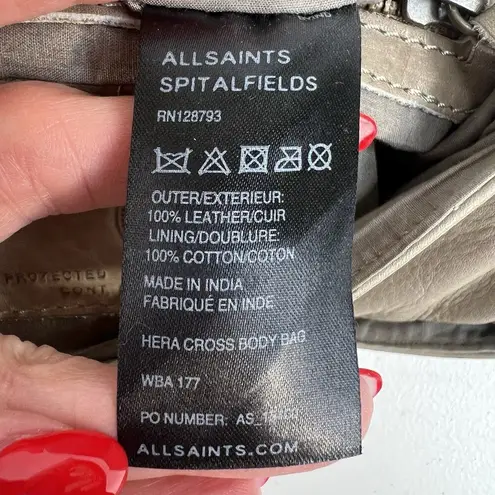 ALLSAINTS
SPITALFIELDS
RN128793
OUTER/EXTERIEUR:
100% LEATHER/CUIR
LINING/DOUBLURE:
100% COTTON/COTON
MADE IN INDIA
FABRIQUÉ EN INDE
HERA CROSS BODY BAG
WBA 177
PO NUMBER:
ALLSAINTS.COM
PROTECTED